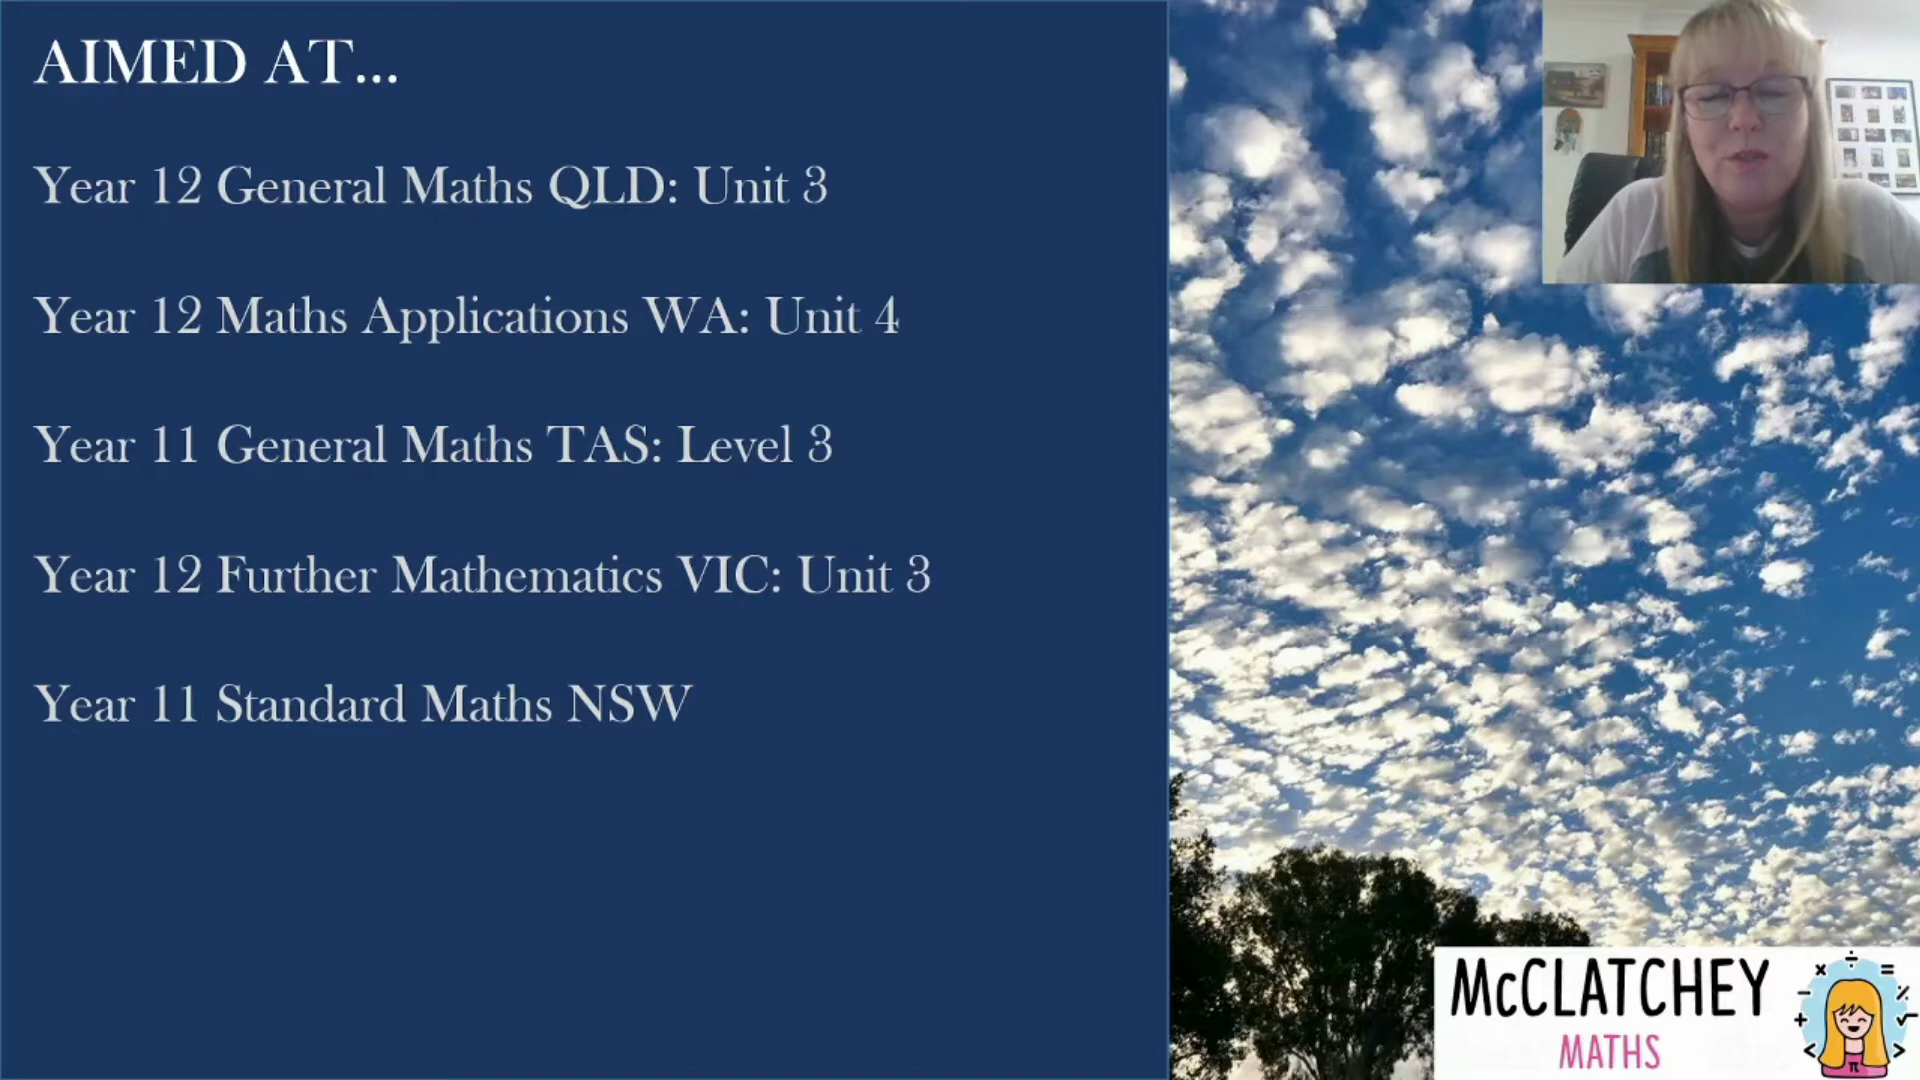 AIMED AT...
Year 12 General Maths QLD: Unit 3
Year 12 Maths Applications WA: Unit 4
Year 11 General Maths TAS: Level 3
Year 12 Further Mathematics VIC: Unit 3
Year 11 Standard Maths NSW
McCLATCHEY
MATHS